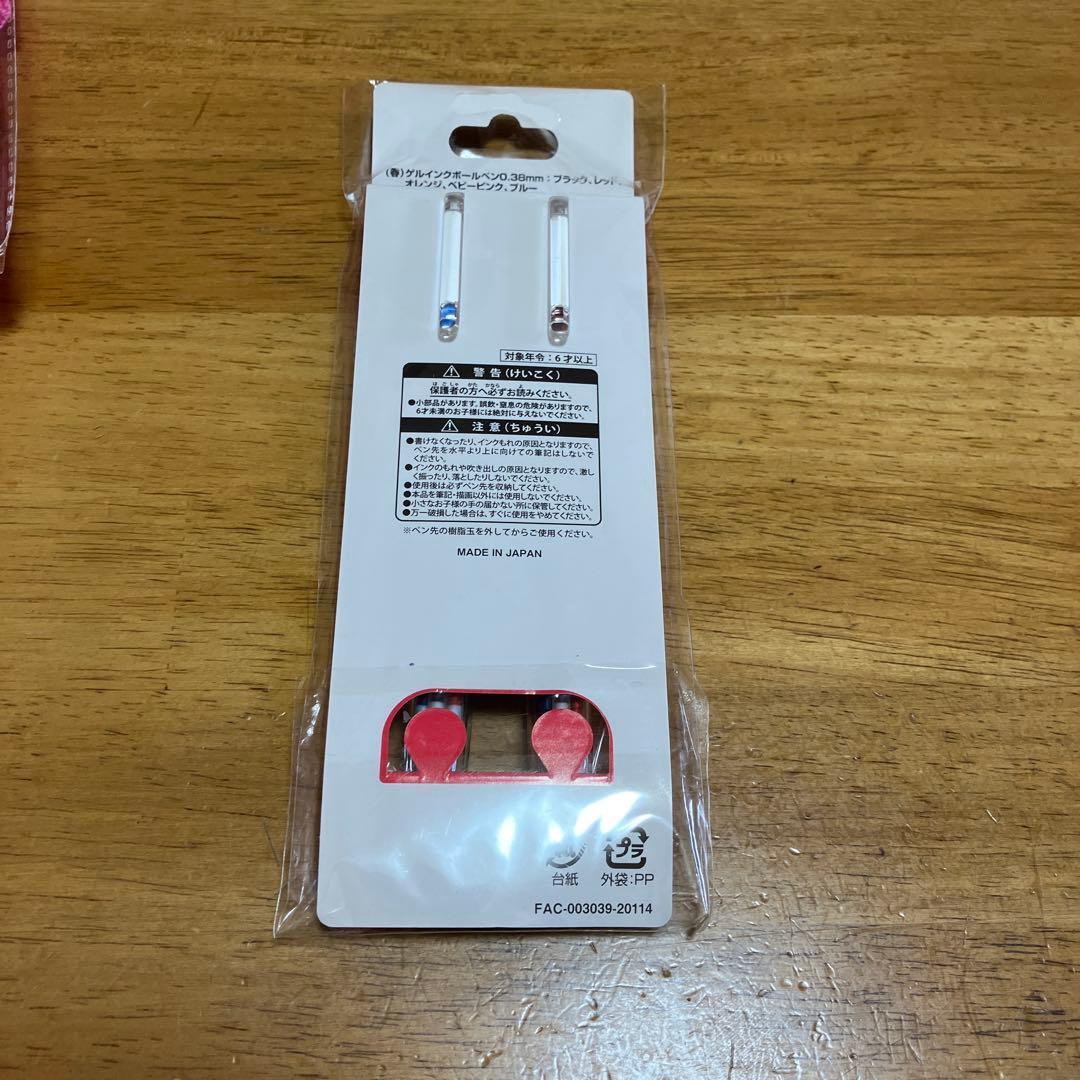 (春)ゲルインクボールペン0.38mm:ブラック、レッド、
オレンジ、ベビーピンク、ブルー
対象年令:6才以上
⚠ 警告(けいこく)
保護者の方へ必ずお読みください。
●小部品があります。誤飲・窒息の危険がありますので、
6才未満のお子様には絶対に与えないでください。
⚠ 注意(ちゅうい)
●書けなくなったり、インクもれの原因となりますので、
ペン先を水平より上に向けての筆記はしないで
ください。
●インクのもれや吹き出しの原因となりますので、激し
く振ったり、落としたりしないでください。
●使用後は必ずペン先を収納してください。
●本品を筆記・描画以外には使用しないでください。
●小さなお子様の手の届かない所に保管してください。
●万一破損した場合は、すぐに使用をやめてください。
※ペン先の樹脂玉を外してからご使用ください。
MADE IN JAPAN
プラ
台紙 外袋:PP
FAC-003039-20114